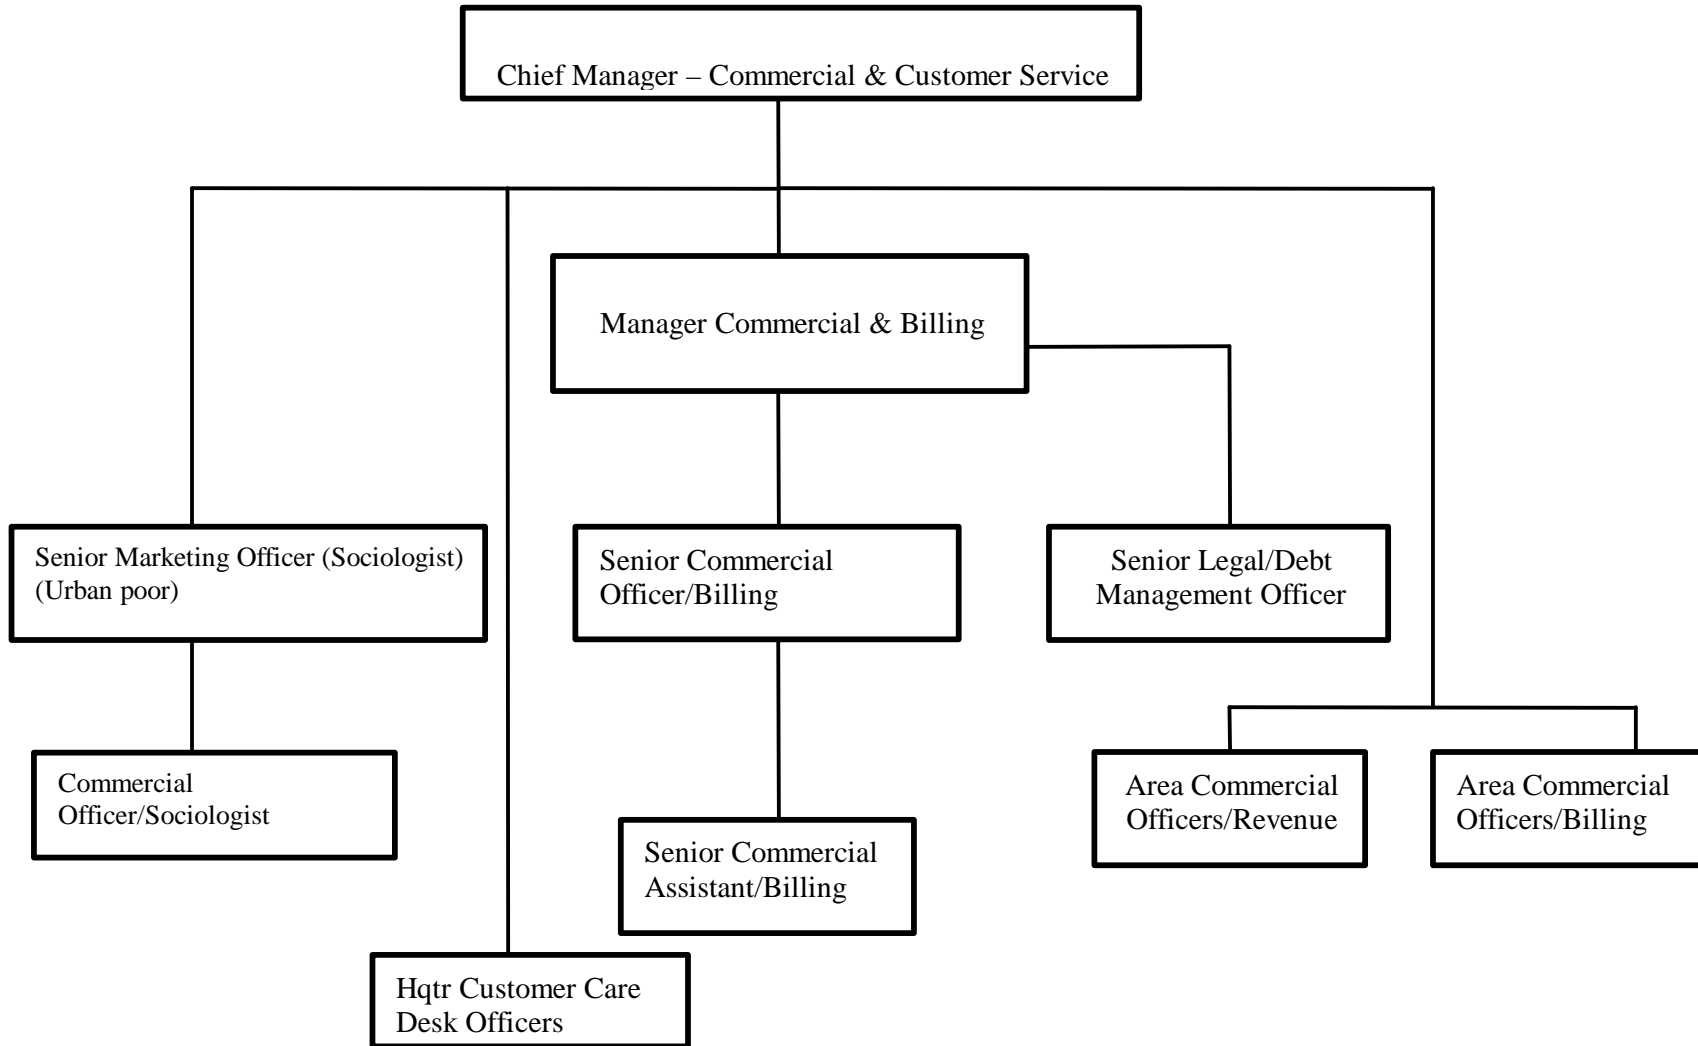 Chief Manager – Commercial & Customer Service
Manager Commercial & Billing
Senior Marketing Officer (Sociologist)
(Urban poor)
Senior Commercial
Officer/Billing
Senior Legal/Debt
Management Officer
Commercial
Officer/Sociologist
Area Commercial
Officers/Revenue
Area Commercial
Officers/Billing
Senior Commercial
Assistant/Billing
Hqtr Customer Care
Desk Officers